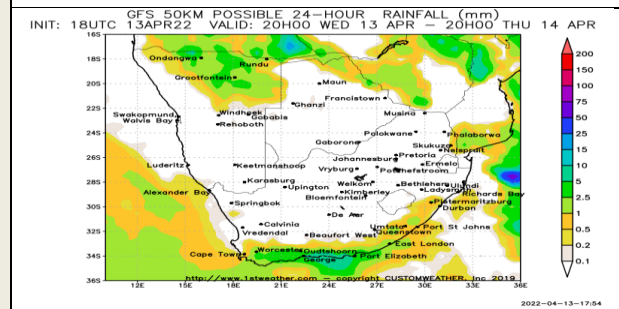 GFS 50KM POSSIBLE 24-HOUR RAINFALL (mm)
INIT: 18UTC 13APR22 VALID: 20H00 WED 13 APR – 20H00 THU 14 APR
16S
18S
20S
22S
24S
26S
28S
30S
32S
34S
36S
Ondangwa
Rundu
Grootfontein
Maun
Francistown
Ghanzi
Windhoek
Gobabis
Swakopmund
Walvis Bay
Rehoboth
Musina
Polokwane
Phalaborwa
Gaborone
Skukuza
Nelspruit
Pretoria
Johannesburg
Ermelo
Luderitz
Keetmanshoop
Vryburg
Potchefstroom
Karasburg
Upington
Welkom
Bethlehem
Ulundi
Ladysmith
Richards Bay
Alexander Bay
Kimberley
Bloemfontein
Springbok
Pietermaritzburg
Durban
De Aar
Calvinia
Vredendal
Umtata
Port St Johns
Beaufort West
Queenstown
East London
Worcester
Oudtshoorn
Cape Town
George
Port Elizabeth
http://www.1stweather.com – copyright CUSTOMWEATHER, Inc 2019
12E 15E 18E 21E 24E 27E 30E 33E 36E
200
150
100
75
50
25
15
10
5
2.5
1
0.5
0.2
0.1
2022-04-13-17:54